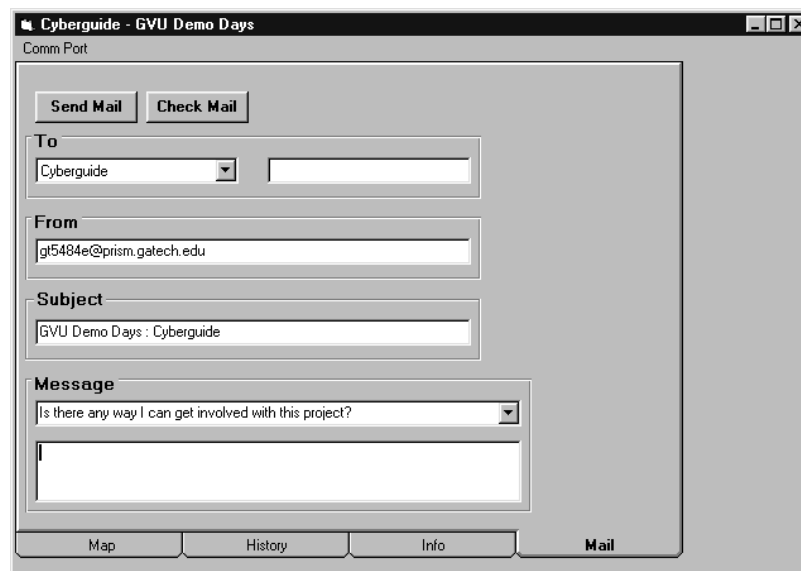 Cyberguide - GVU Demo Days
Comm Port
Send Mail Check Mail
To
Cyberguide
From
gt5484e@prism.gatech.edu
Subject
GVU Demo Days : Cyberguide
Message
Is there any way I can get involved with this project?
Map History Info Mail